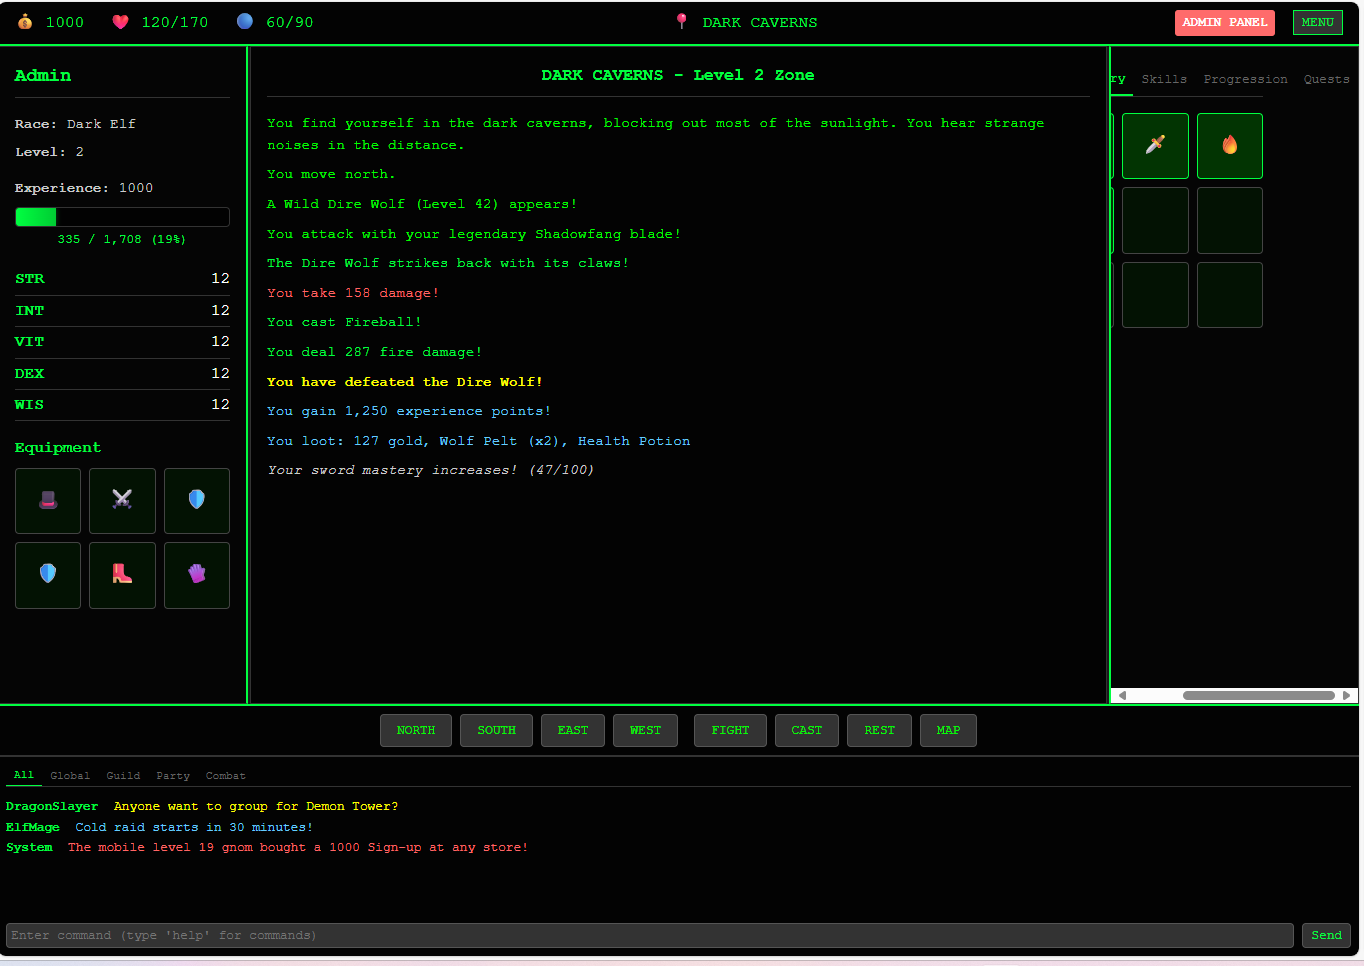 1000 120/170 60/90 DARK CAVERNS ADMIN PANEL MENU
Admin
Race: Dark Elf
Level: 2
Experience: 1000
335 / 1,708 (19%)
STR 12
INT 12
VIT 12
DEX 12
WIS 12
Equipment
DARK CAVERNS - Level 2 Zone
You find yourself in the dark caverns, blocking out most of the sunlight. You hear strange
noises in the distance.
You move north.
A Wild Dire Wolf (Level 42) appears!
You attack with your legendary Shadowfang blade!
The Dire Wolf strikes back with its claws!
You take 158 damage!
You cast Fireball!
You deal 287 fire damage!
You have defeated the Dire Wolf!
You gain 1,250 experience points!
You loot: 127 gold, Wolf Pelt (x2), Health Potion
Your sword mastery increases! (47/100)
ry Skills Progression Quests
NORTH SOUTH EAST WEST FIGHT CAST REST MAP
All Global Guild Party Combat
DragonSlayer Anyone want to group for Demon Tower?
ElfMage Cold raid starts in 30 minutes!
System The mobile level 19 gnom bought a 1000 Sign-up at any store!
Enter command (type 'help' for commands) Send